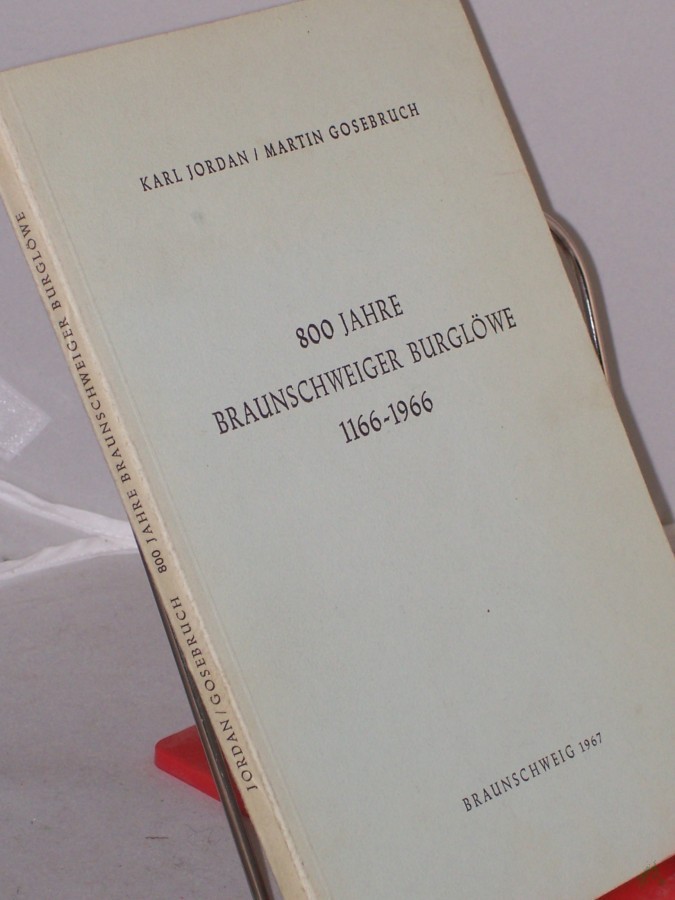 KARL JORDAN / MARTIN GOSEBRUCH
800 JAHRE
BRAUNSCHWEIGER BURGLÖWE
1166-1966
BRAUNSCHWEIG 1967
JORDAN/GOSEBRUCH 800 JAHRE BRAUNSCHWEIGER BURGLÖWE